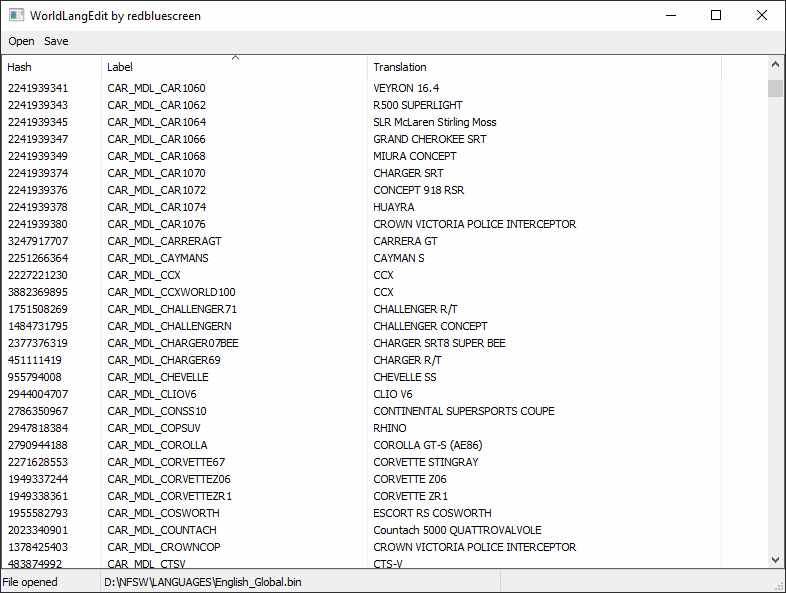 WorldLangEdit by redbluescreen
Open Save
Hash Label Translation
2241939341 CAR_MDL_CAR1060 VEYRON 16.4
2241939343 CAR_MDL_CAR1062 R500 SUPERLIGHT
2241939345 CAR_MDL_CAR1064 SLR McLaren Stirling Moss
2241939347 CAR_MDL_CAR1066 GRAND CHEROKEE SRT
2241939349 CAR_MDL_CAR1068 MIURA CONCEPT
2241939374 CAR_MDL_CAR1070 CHARGER SRT
2241939376 CAR_MDL_CAR1072 CONCEPT 918 RSR
2241939378 CAR_MDL_CAR1074 HUAYRA
2241939380 CAR_MDL_CAR1076 CROWN VICTORIA POLICE INTERCEPTOR
3247917707 CAR_MDL_CARRERAGT CARRERA GT
2251266364 CAR_MDL_CAYMANS CAYMAN S
2227221230 CAR_MDL_CCX CCX
3882369895 CAR_MDL_CCXWORLD100 CCX
1751508269 CAR_MDL_CHALLENGER71 CHALLENGER R/T
1484731795 CAR_MDL_CHALLENGERN CHALLENGER CONCEPT
2377376319 CAR_MDL_CHARGER07BEE CHARGER SRT8 SUPER BEE
451111419 CAR_MDL_CHARGER69 CHARGER R/T
955794008 CAR_MDL_CHEVELLE CHEVELLE SS
2944004707 CAR_MDL_CLIOV6 CLIO V6
2786350967 CAR_MDL_CONSS10 CONTINENTAL SUPERSPORTS COUPE
2947818384 CAR_MDL_COPSUV RHINO
2790944188 CAR_MDL_COROLLA COROLLA GT-S (AE86)
2271628553 CAR_MDL_CORVETTE67 CORVETTE STINGRAY
1949337244 CAR_MDL_CORVETTEZ06 CORVETTE Z06
1949338361 CAR_MDL_CORVETTEZR1 CORVETTE ZR1
1955582793 CAR_MDL_COSWORTH ESCORT RS COSWORTH
2023340901 CAR_MDL_COUNTACH Countach 5000 QUATTROVALVOLE
1378425403 CAR_MDL_CROWNCOP CROWN VICTORIA POLICE INTERCEPTOR
483874992 CAR_MDL_CTSV CTS-V
File opened D:\NFSW\LANGUAGES\English_Global.bin